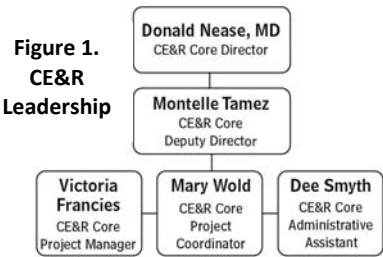 Figure 1.
CE&R
Leadership
Donald Nease, MD
CE&R Core Director
Montelle Tamez
CE&R Core
Deputy Director
Victoria
Francies
CE&R Core
Project Manager
Mary Wold
CE&R Core
Project
Coordinator
Dee Smyth
CE&R Core
Administrative
Assistant